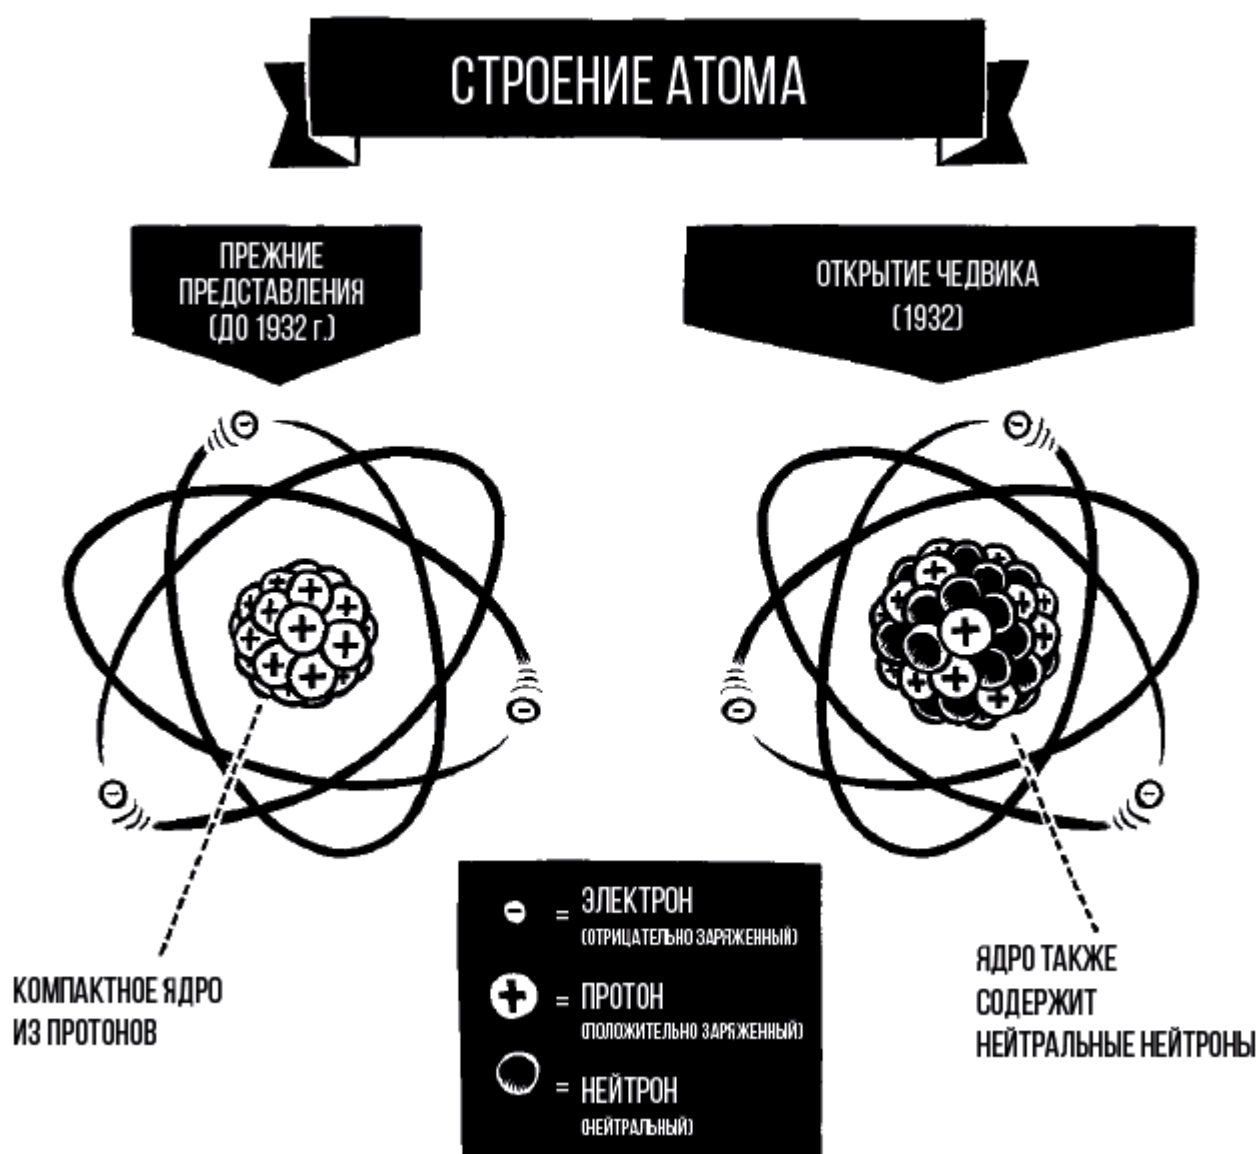 СТРОЕНИЕ АТОМА
ПРЕЖНИЕ
ПРЕДСТАВЛЕНИЯ
(ДО 1932 г.)
ОТКРЫТИЕ ЧЕДВИКА
(1932)
КОМПАКТНОЕ ЯДРО
ИЗ ПРОТОНОВ
- = ЭЛЕКТРОН
(ОТРИЦАТЕЛЬНО ЗАРЯЖЕННЫЙ)
+ = ПРОТОН
(ПОЛОЖИТЕЛЬНО ЗАРЯЖЕННЫЙ)
= НЕЙТРОН
(НЕЙТРАЛЬНЫЙ)
ЯДРО ТАКЖЕ
СОДЕРЖИТ
НЕЙТРАЛЬНЫЕ НЕЙТРОНЫ